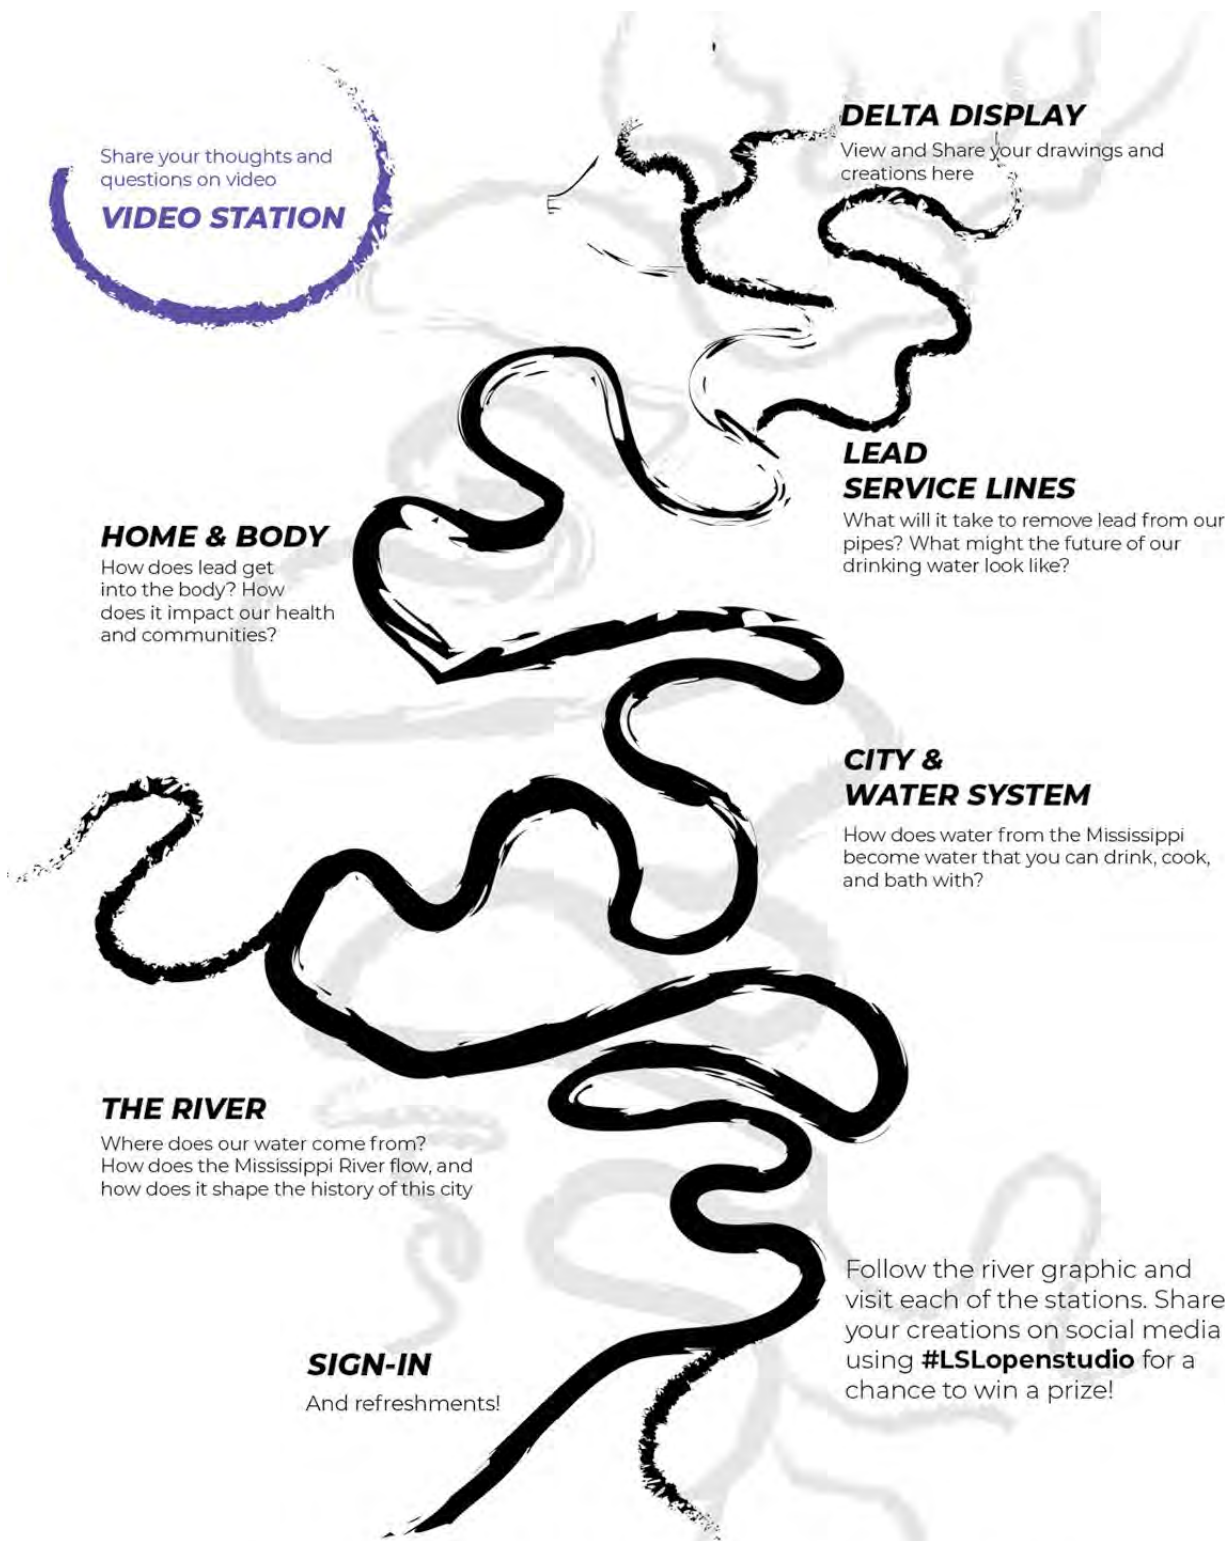 Share your thoughts and
questions on video
VIDEO STATION
DELTA DISPLAY
View and Share your drawings and
creations here
LEAD
SERVICE LINES
What will it take to remove lead from our
pipes? What might the future of our
drinking water look like?
HOME & BODY
How does lead get
into the body? How
does it impact our health
and communities?
CITY &
WATER SYSTEM
How does water from the Mississippi
become water that you can drink, cook,
and bath with?
THE RIVER
Where does our water come from?
How does the Mississippi River flow, and
how does it shape the history of this city
Follow the river graphic and
visit each of the stations. Share
your creations on social media
using #LSLopenstudio for a
chance to win a prize!
SIGN-IN
And refreshments!